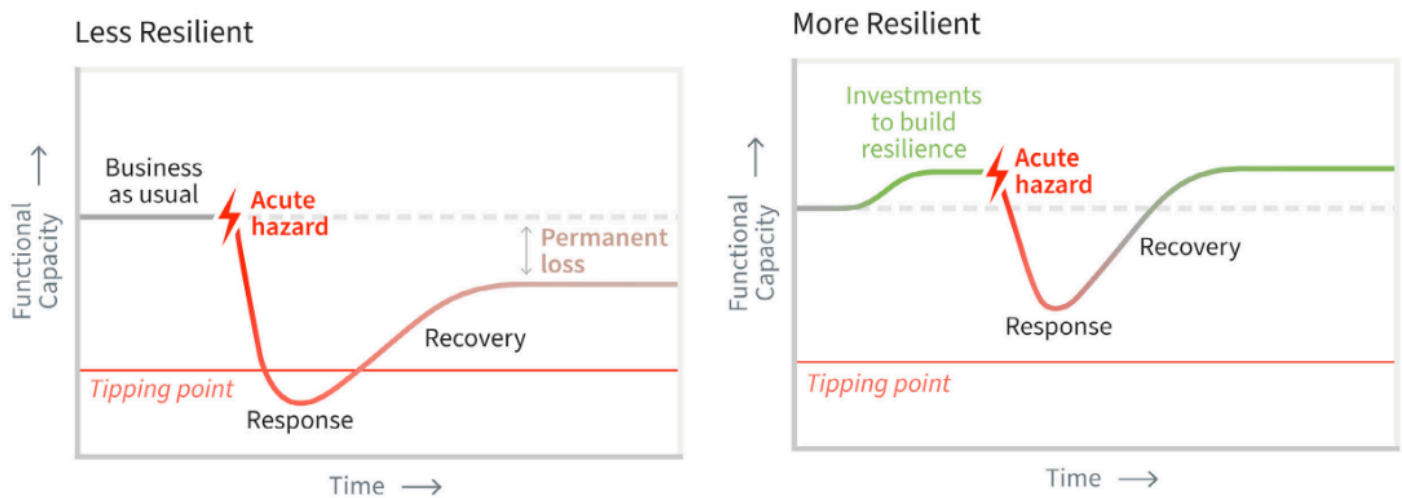 Less Resilient
Business
as usual
Acute
hazard
Permanent
loss
Recovery
Tipping point
Response
Functional
Capacity
Time
More Resilient
Investments
to build
resilience
Acute
hazard
Recovery
Response
Tipping point
Functional
Capacity
Time